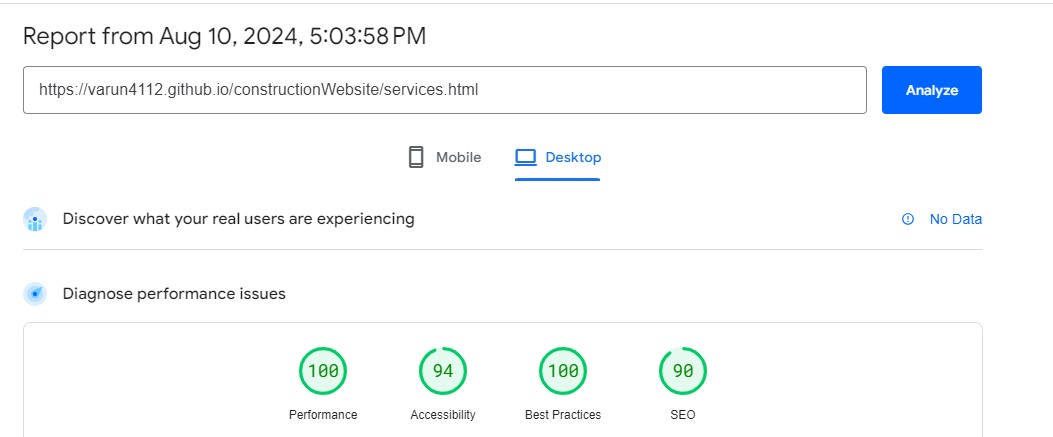 Report from Aug 10, 2024, 5:03:58 PM
https://varun4112.github.io/constructionWebsite/services.html
Analyze
Mobile
Desktop
Discover what your real users are experiencing
No Data
Diagnose performance issues
100
94
100
90
Performance
Accessibility
Best Practices
SEO